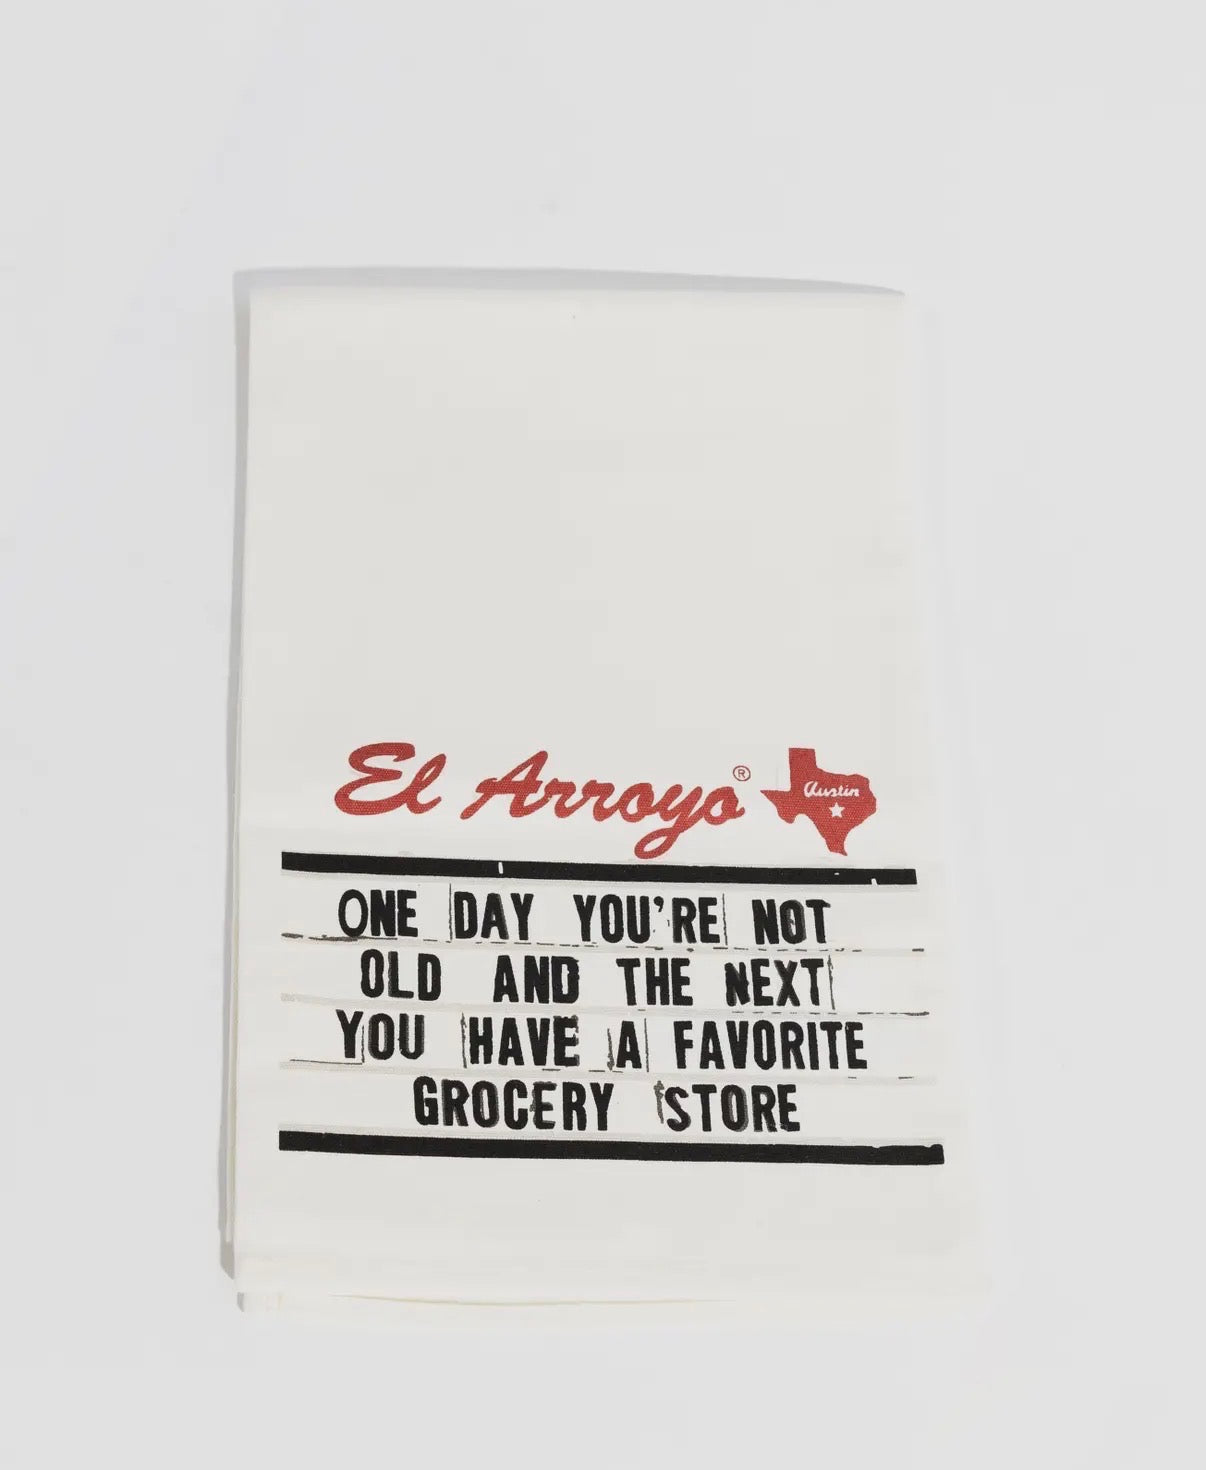 El Arroyo®
Austin
ONE DAY YOU'RE NOT
OLD AND THE NEXT
YOU HAVE A FAVORITE
GROCERY STORE